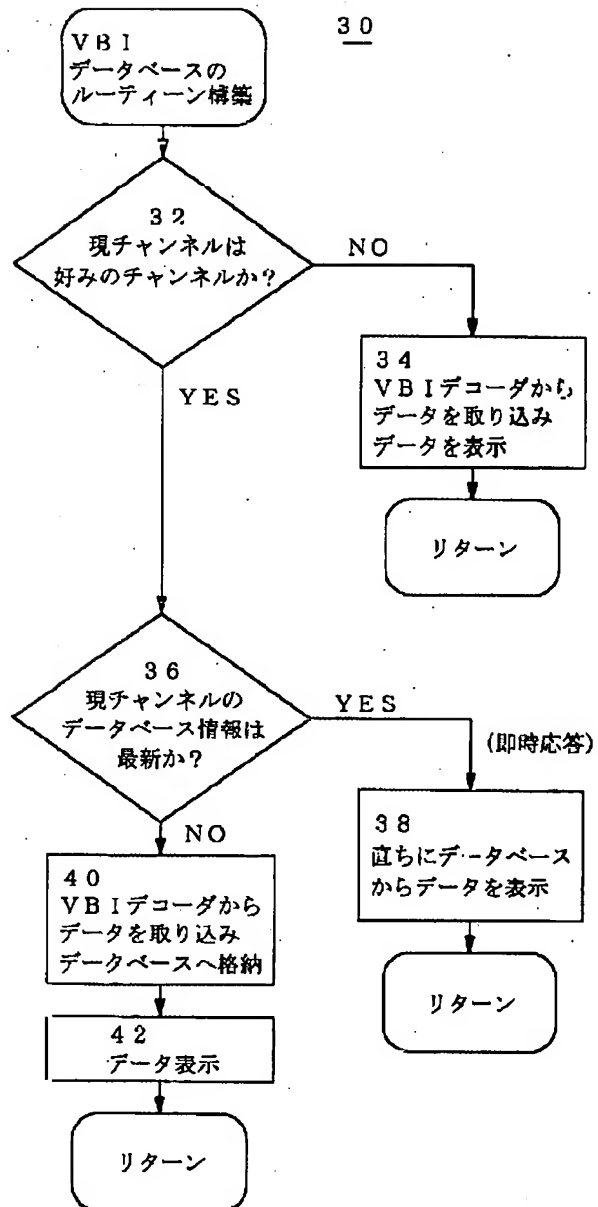 30
VBI
データベースの
ルーティーン構築
32
現チャンネルは
好みのチャンネルか？
NO
YES
34
VBIデコーダから
データを取り込み
データを表示
リターン
36
現チャンネルの
データベース情報は
最新か？
YES
(即時応答)
NO
38
直ちにデータベース
からデータを表示
リターン
40
VBIデコーダから
データを取り込み
データベースへ格納
42
データ表示
リターン